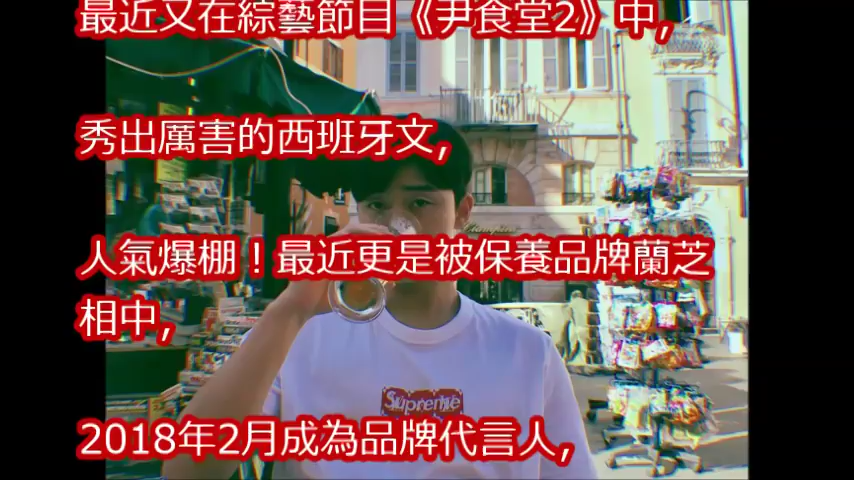 最近又在綜藝節目《尹食堂2》中，
秀出厲害的西班牙文，
人氣爆棚！最近更是被保養品牌蘭芝
相中，
Supreme
2018年2月成為品牌代言人，